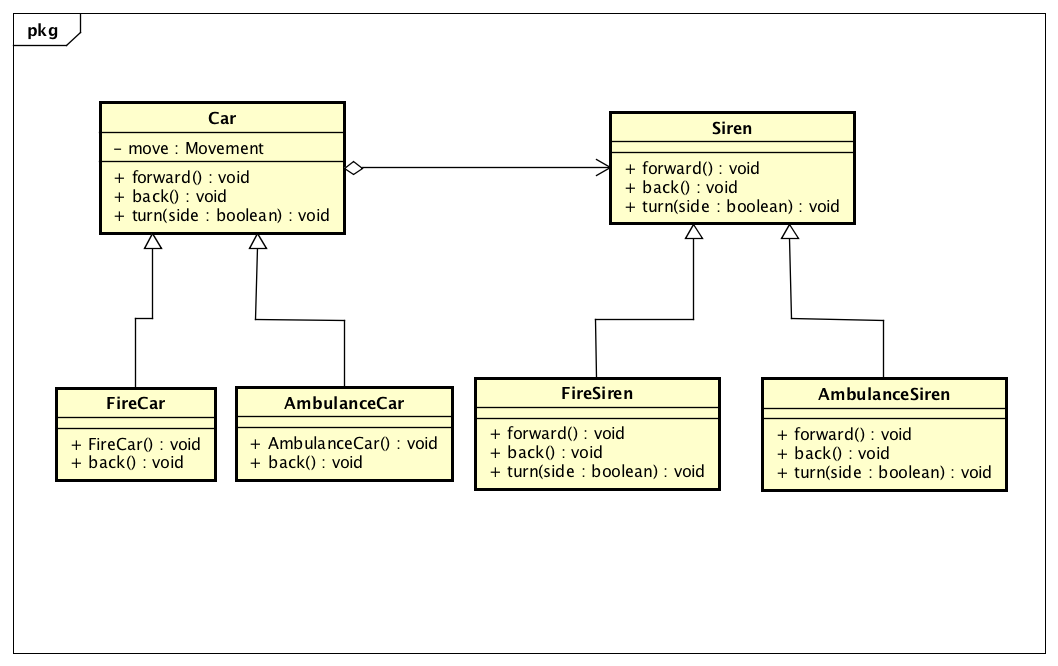 pkg
Car
- move : Movement
+ forward() : void
+ back() : void
+ turn(side : boolean) : void
Siren
+ forward() : void
+ back() : void
+ turn(side : boolean) : void
FireCar
+ FireCar() : void
+ back() : void
AmbulanceCar
+ AmbulanceCar() : void
+ back() : void
FireSiren
+ forward() : void
+ back() : void
+ turn(side : boolean) : void
AmbulanceSiren
+ forward() : void
+ back() : void
+ turn(side : boolean) : void